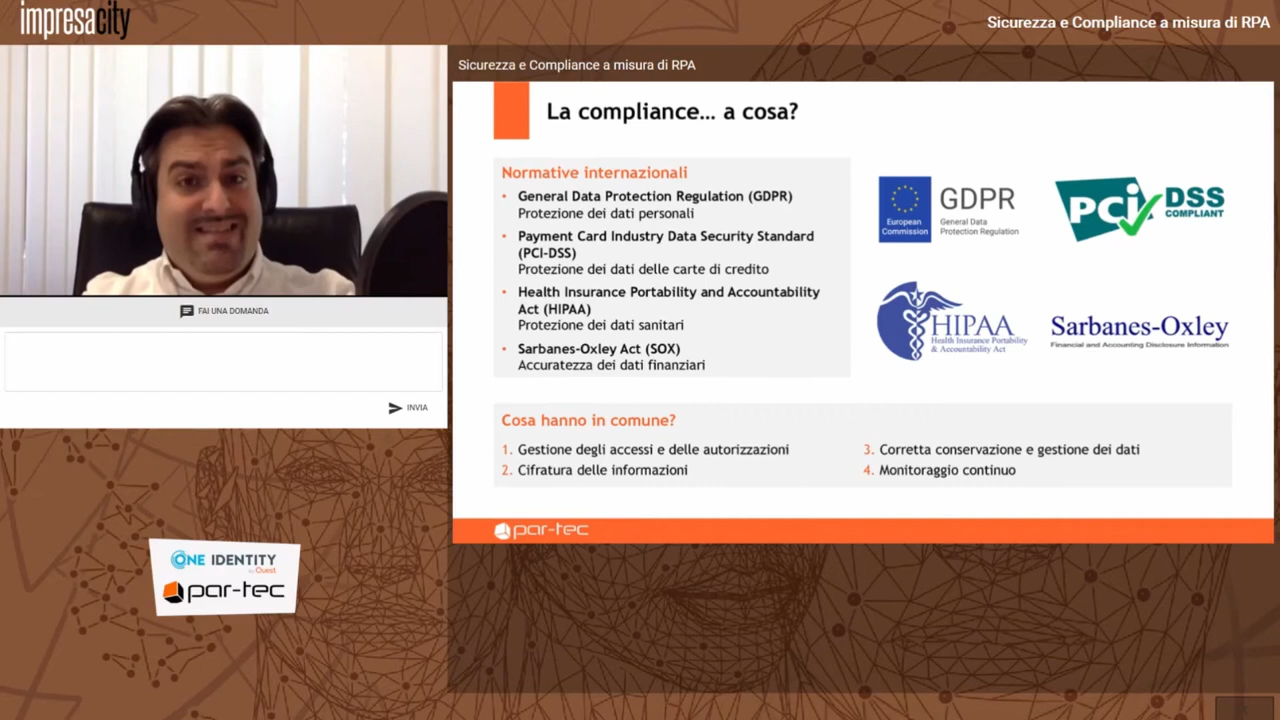 impresacity
Sicurezza e Compliance a misura di RPA
Sicurezza e Compliance a misura di RPA
La compliance... a cosa?
Normative internazionali
• General Data Protection Regulation (GDPR)
Protezione dei dati personali
• Payment Card Industry Data Security Standard
(PCI-DSS)
Protezione dei dati delle carte di credito
• Health Insurance Portability and Accountability
Act (HIPAA)
Protezione dei dati sanitari
• Sarbanes-Oxley Act (SOX)
Accuratezza dei dati finanziari
European
Commission
GDPR
General Data
Protection Regulation
PCi DSS
COMPLIANT
HIPAA
Health Insurance Portability
& Accountability Act
Sarbanes-Oxley
Financial and Accounting Disclosure Information
Cosa hanno in comune?
1. Gestione degli accessi e delle autorizzazioni
2. Cifratura delle informazioni
3. Corretta conservazione e gestione dei dati
4. Monitoraggio continuo
par-tec
FAI UNA DOMANDA
INVIA
ONE IDENTITY
by Quest
par-tec